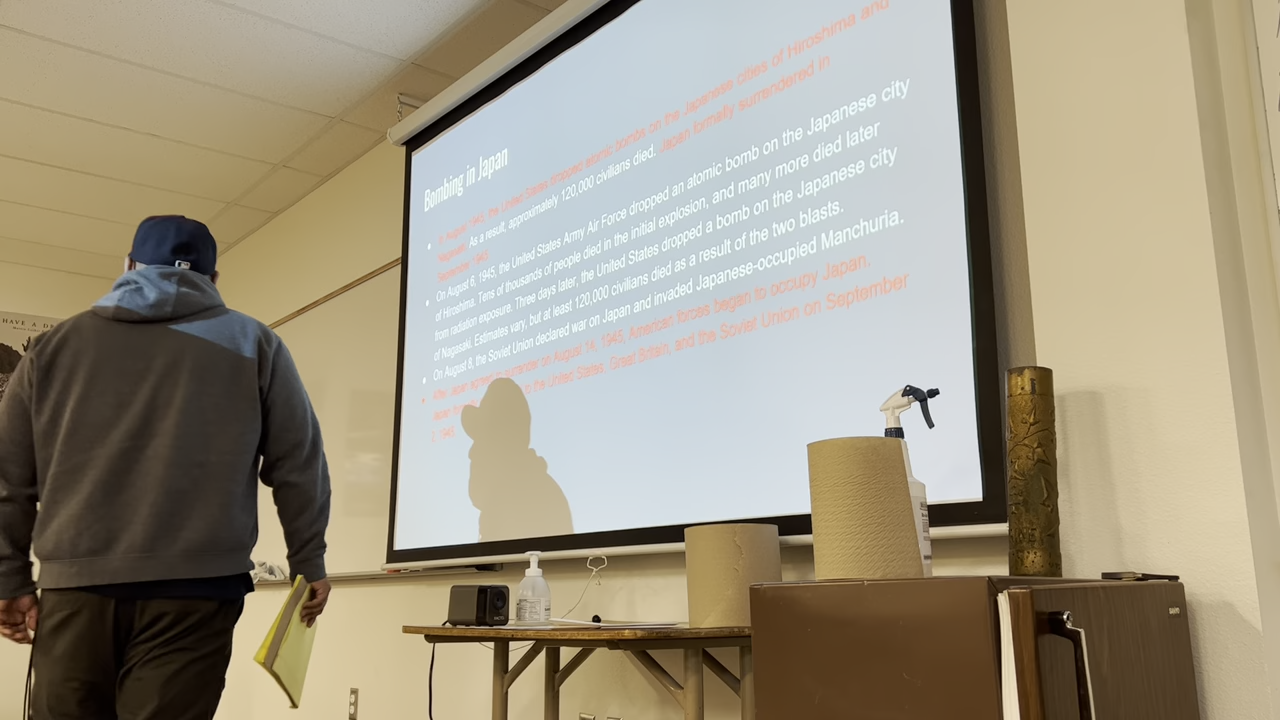 Bombing in Japan
In August 1945, the United States dropped atomic bombs on the Japanese cities of Hiroshima and
Nagasaki. As a result, approximately 120,000 civilians died. Japan formally surrendered in
September 1945.
On August 6, 1945, the United States Army Air Force dropped an atomic bomb on the Japanese city
of Hiroshima. Tens of thousands of people died in the initial explosion, and many more died later
from radiation exposure. Three days later, the United States dropped a bomb on the Japanese city
of Nagasaki. Estimates vary, but at least 120,000 civilians died as a result of the two blasts.
On August 8, the Soviet Union declared war on Japan and invaded Japanese-occupied Manchuria.
After Japan agreed to surrender on August 14, 1945, American forces began to occupy Japan.
Japan to the United States, Great Britain, and the Soviet Union on September
1945.
HAVE A